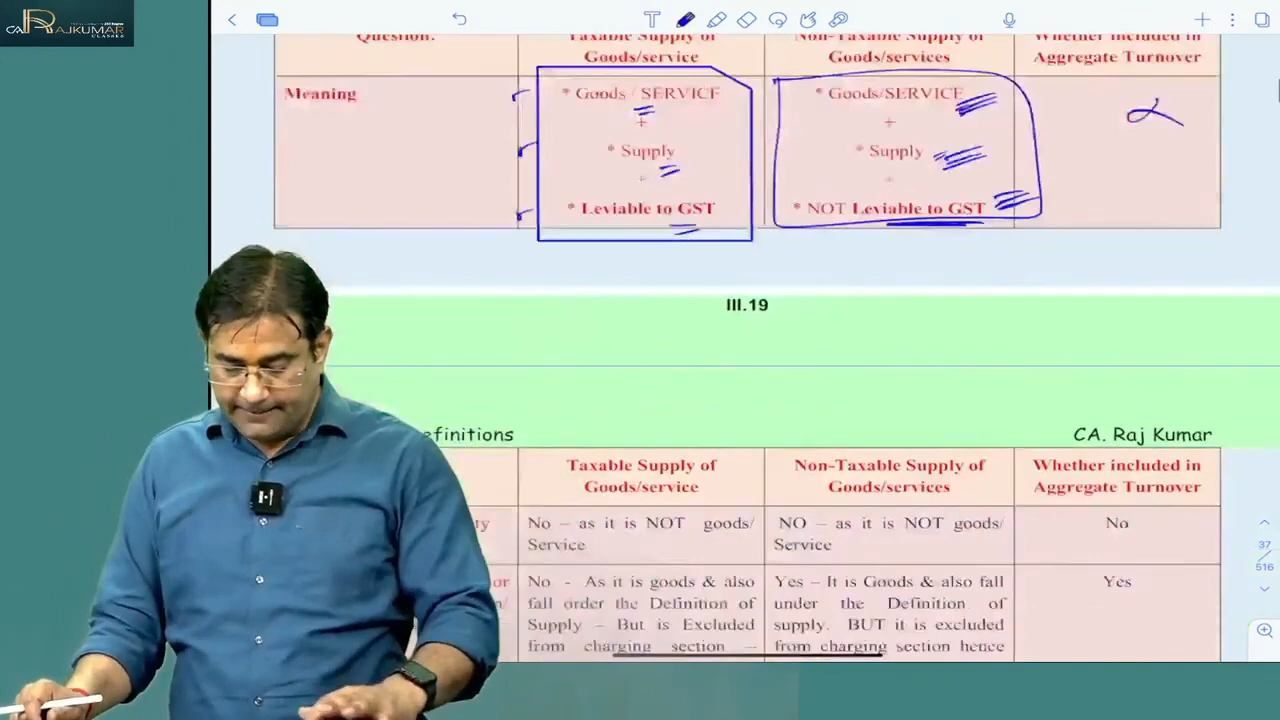 CA RAJKUMAR
CLASSES
Question:
Taxable Supply of
Goods/service
Non-Taxable Supply of
Goods/services
Whether included in
Aggregate Turnover
Meaning
* Goods / SERVICE
+
* Supply
+
* Leviable to GST
* Goods/SERVICE
+
* Supply
+
* NOT Leviable to GST
III.19
efinitions
CA. Raj Kumar
Taxable Supply of
Goods/service
Non-Taxable Supply of
Goods/services
Whether included in
Aggregate Turnover
ty
No – as it is NOT goods/
Service
NO – as it is NOT goods/
Service
No
or
No - As it is goods & also
fall order the Definition of
Supply – But is Excluded
from charging section –
Yes – It is Goods & also fall
under the Definition of
supply. BUT it is excluded
from charging section hence
Yes
37
516